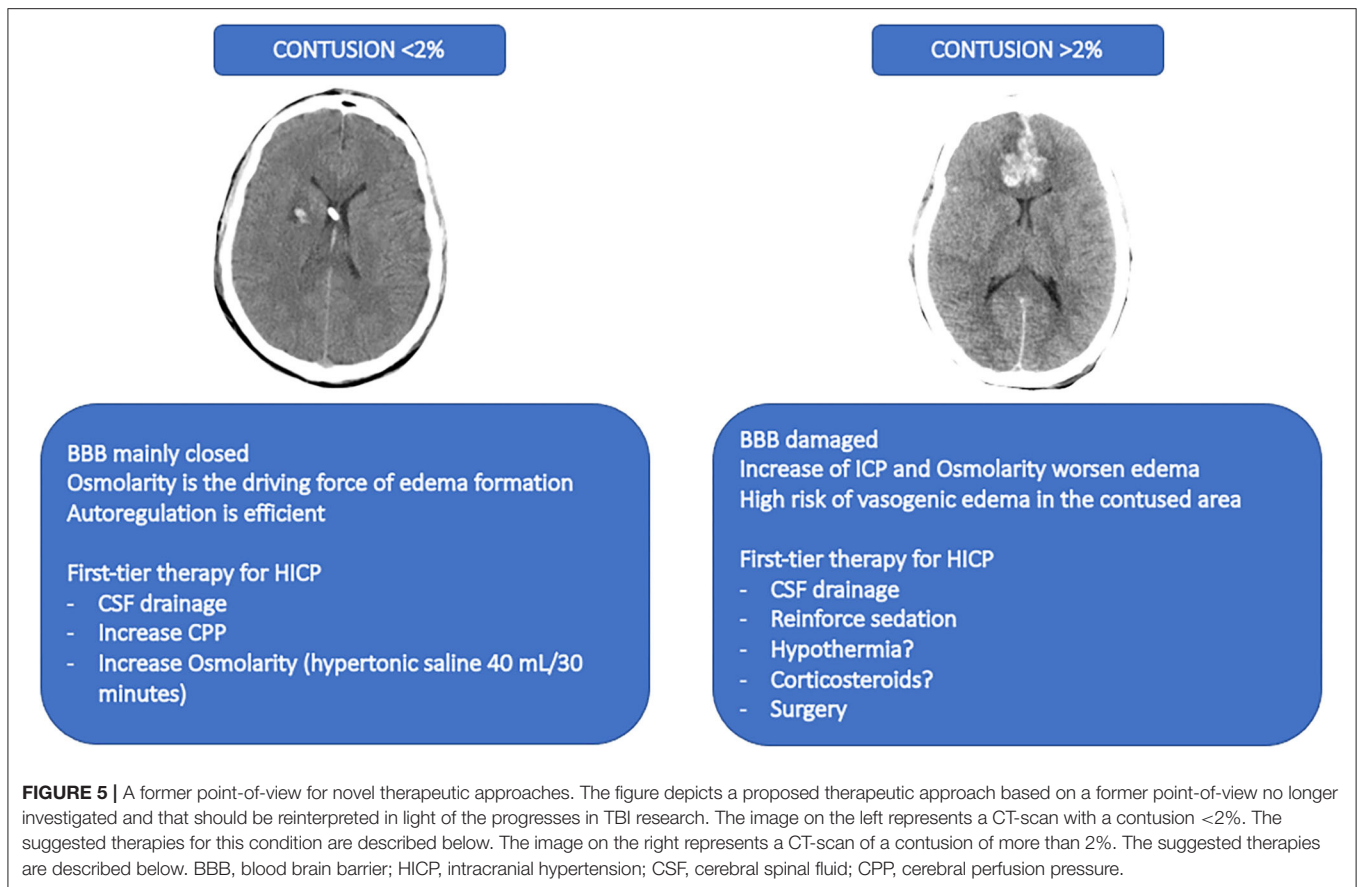 CONTUSION <2%
BBB mainly closed
Osmolarity is the driving force of edema formation
Autoregulation is efficient
First-tier therapy for HICP
- CSF drainage
- Increase CPP
- Increase Osmolarity (hypertonic saline 40 mL/30
minutes)
CONTUSION >2%
BBB damaged
Increase of ICP and Osmolarity worsen edema
High risk of vasogenic edema in the contused area
First-tier therapy for HICP
- CSF drainage
- Reinforce sedation
- Hypothermia?
- Corticosteroids?
- Surgery
FIGURE 5 | A former point-of-view for novel therapeutic approaches. The figure depicts a proposed therapeutic approach based on a former point-of-view no longer
investigated and that should be reinterpreted in light of the progresses in TBI research. The image on the left represents a CT-scan with a contusion <2%. The
suggested therapies for this condition are described below. The image on the right represents a CT-scan of a contusion of more than 2%. The suggested therapies
are described below. BBB, blood brain barrier; HICP, intracranial hypertension; CSF, cerebral spinal fluid; CPP, cerebral perfusion pressure.